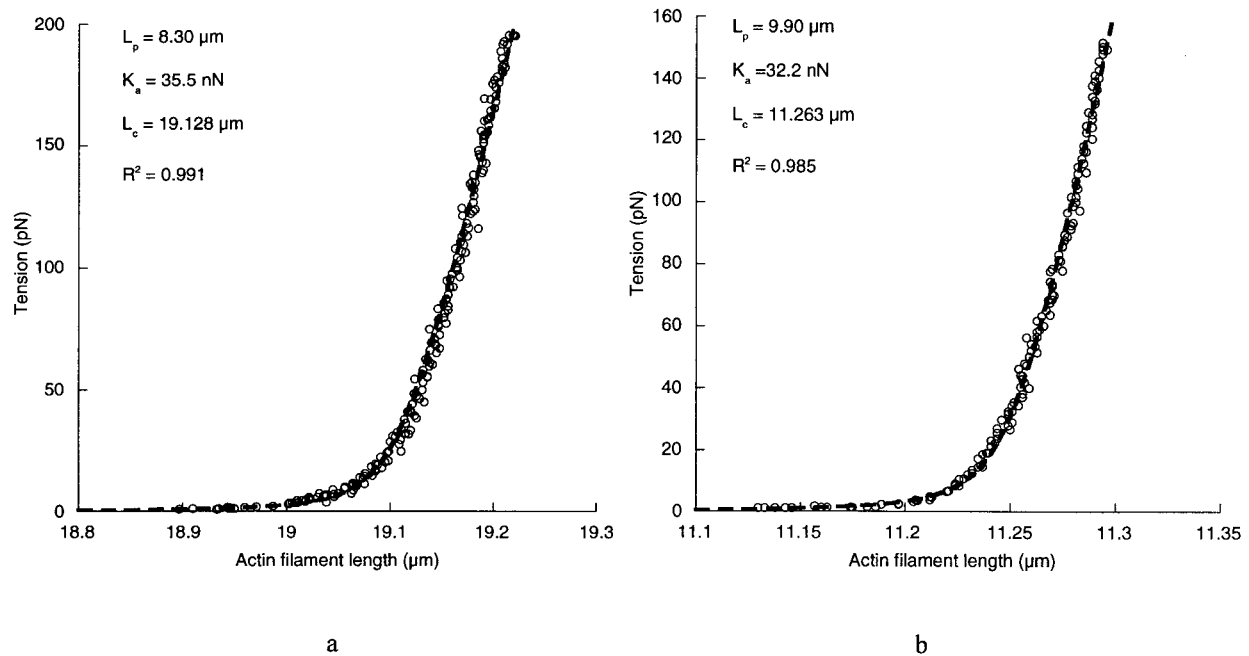 200
150
100
50
0
Tension (pN)
Lₚ = 8.30 µm
Kₐ = 35.5 nN
L꜀ = 19.128 µm
R² = 0.991
18.8 18.9 19 19.1 19.2 19.3
Actin filament length (µm)
a
160
140
120
100
80
60
40
20
0
Tension (pN)
Lₚ = 9.90 µm
Kₐ =32.2 nN
L꜀ = 11.263 µm
R² = 0.985
11.1 11.15 11.2 11.25 11.3 11.35
Actin filament length (µm)
b